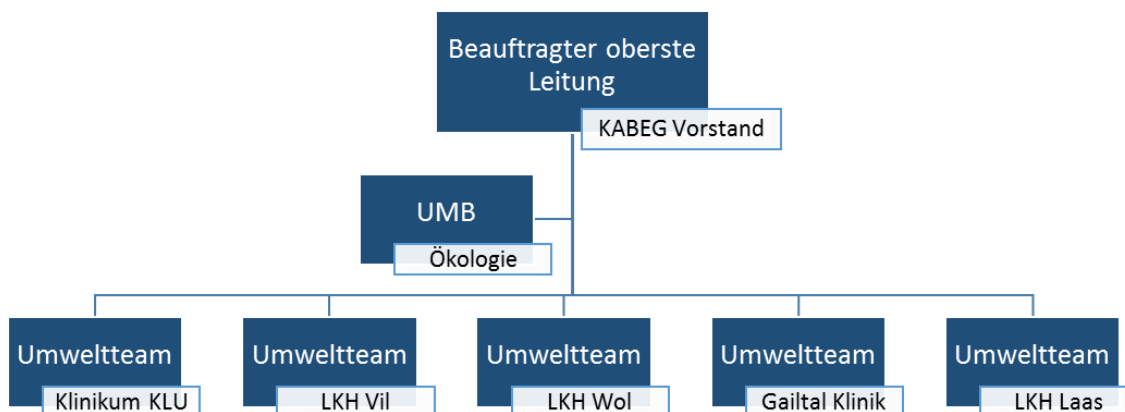 Beauftragter oberste
Leitung
KABEG Vorstand
UMB
Ökologie
Umweltteam
Klinikum KLU
Umweltteam
LKH Vil
Umweltteam
LKH Wol
Umweltteam
Gailtal Klinik
Umweltteam
LKH Laas